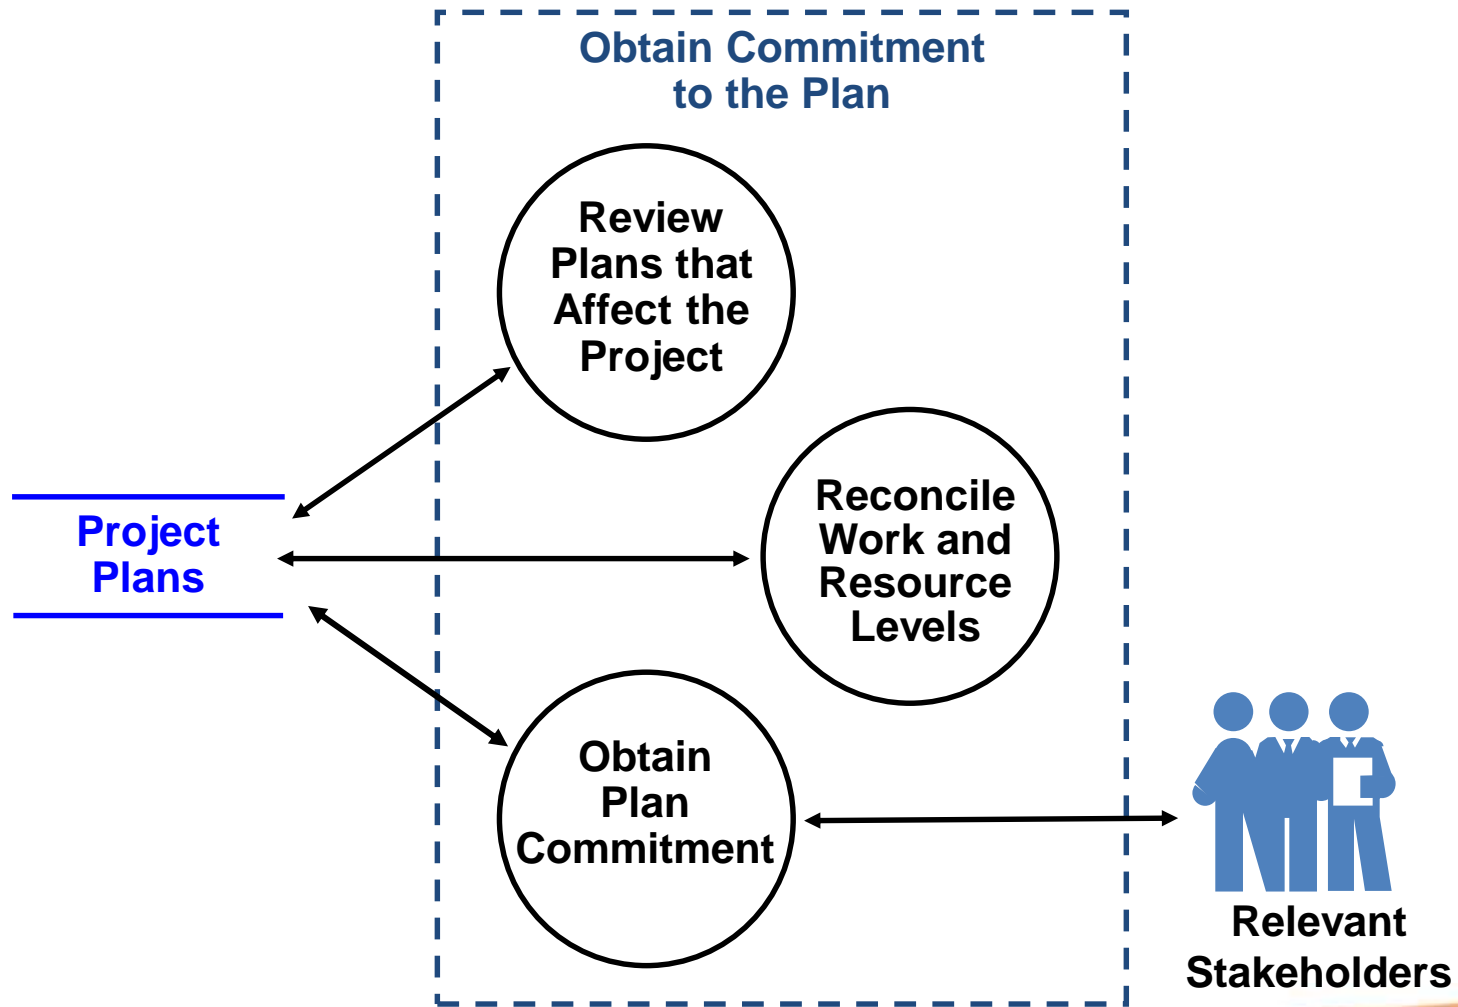 Obtain Commitment
to the Plan
Review
Plans that
Affect the
Project
Reconcile
Work and
Resource
Levels
Project
Plans
Obtain
Plan
Commitment
Relevant
Stakeholders